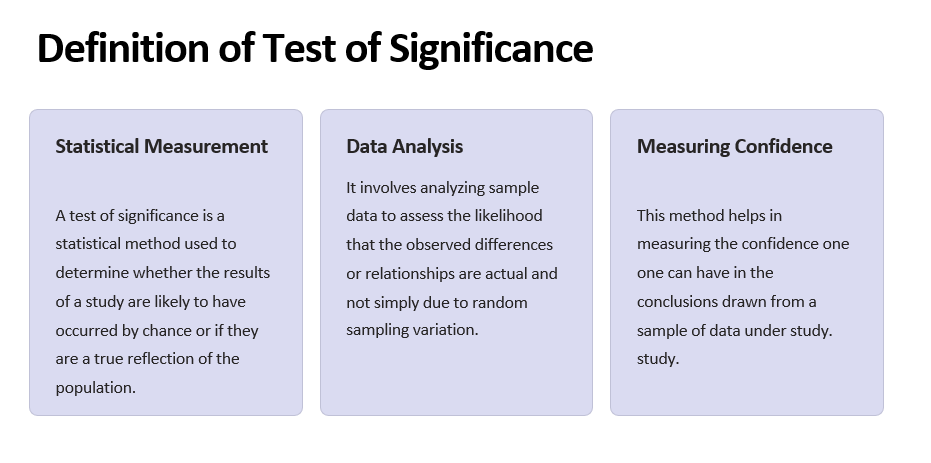 Definition of Test of Significance
Statistical Measurement
A test of significance is a
statistical method used to
determine whether the results
of a study are likely to have
occurred by chance or if they
are a true reflection of the
population.
Data Analysis
It involves analyzing sample
data to assess the likelihood
that the observed differences
or relationships are actual and
not simply due to random
sampling variation.
Measuring Confidence
This method helps in
measuring the confidence one
one can have in the
conclusions drawn from a
sample of data under study.
study.